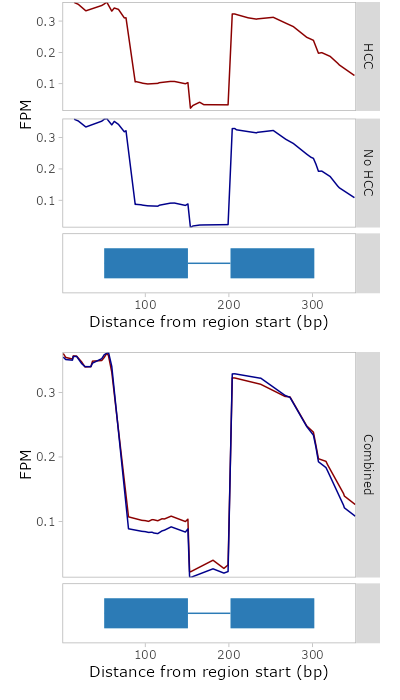 0.3
0.2
0.1
HCC
FPM
0.3
0.2
0.1
No HCC
100 200 300
Distance from region start (bp)
0.3
0.2
0.1
FPM
Combined
100 200 300
Distance from region start (bp)